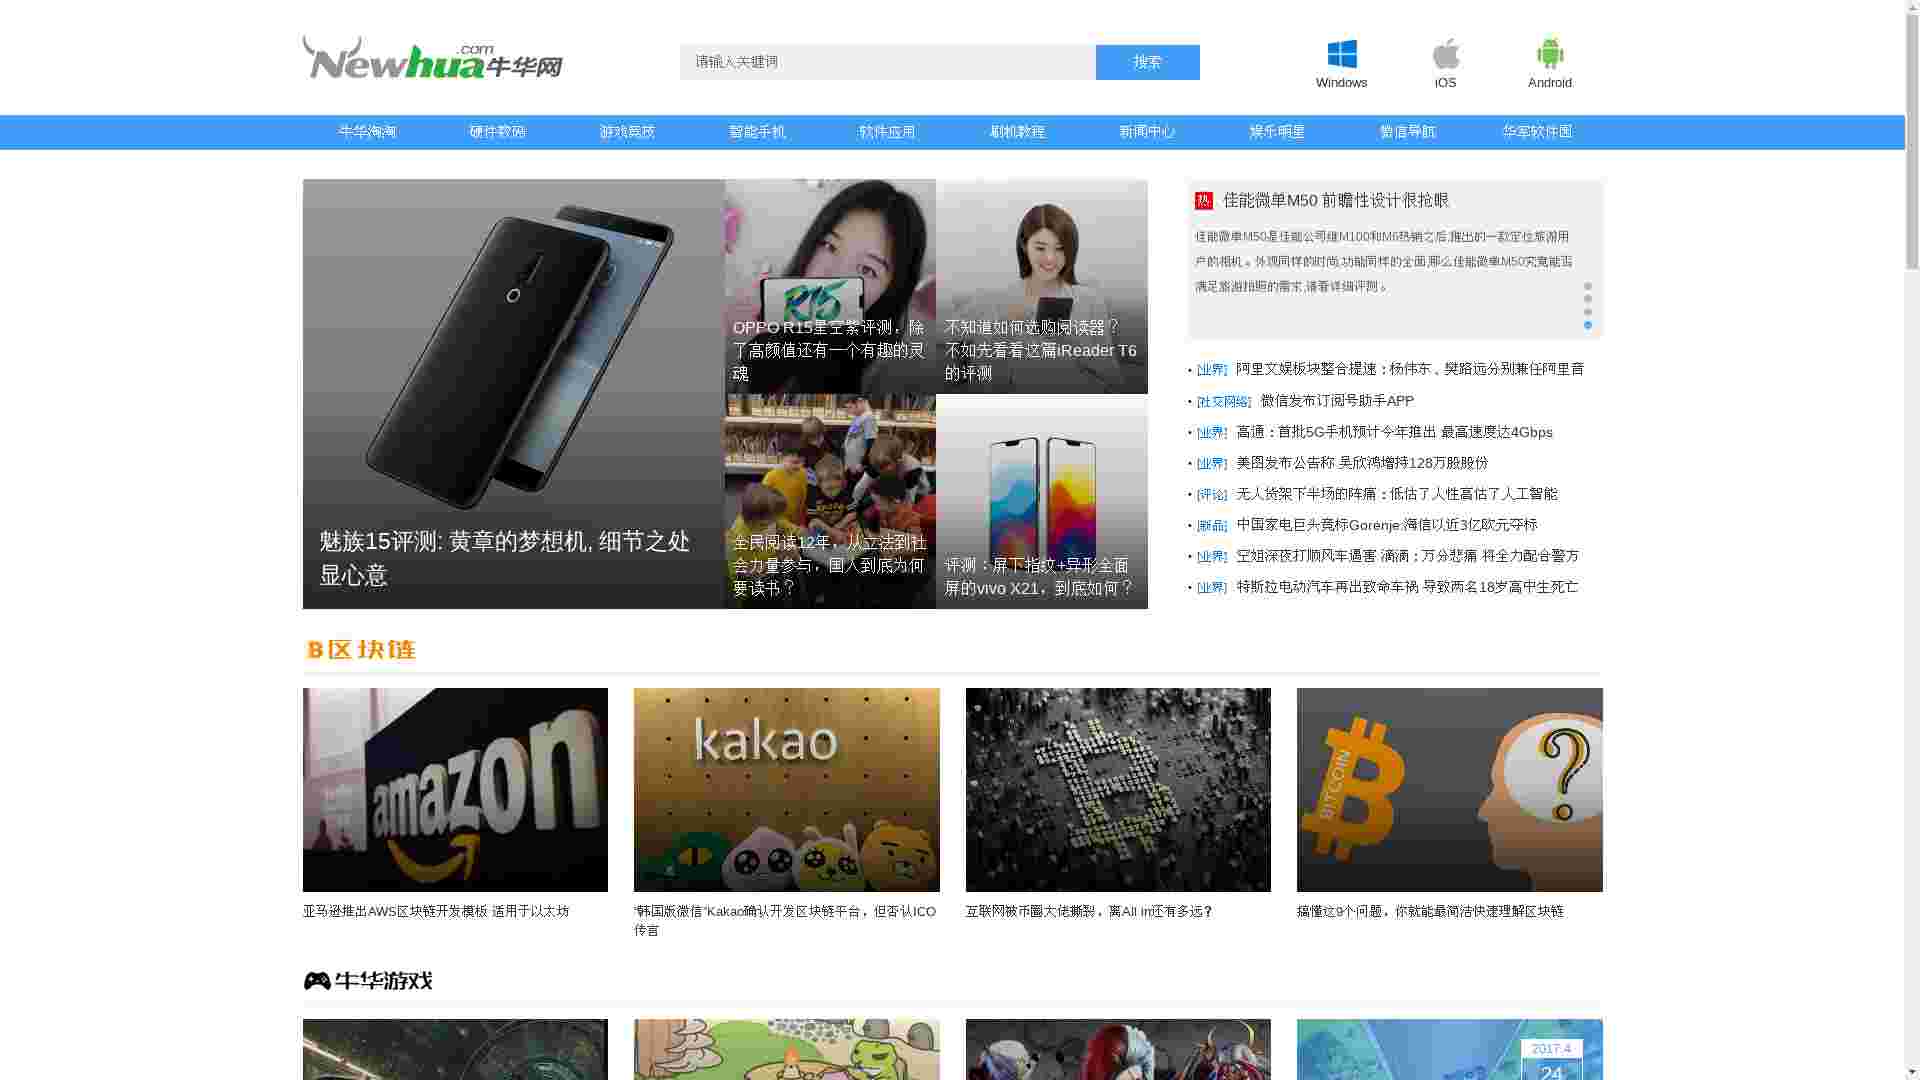 Newhua.com牛华网
请输入关键词
搜索
Windows
iOS
Android
牛华淘淘 硬件数码 游戏竞技 智能手机 软件应用 刷机教程 新闻中心 娱乐明星 微信导航 华军软件园
魅族15评测: 黄章的梦想机, 细节之处
显心意
OPPO R15星空紫评测，除
了高颜值还有一个有趣的灵
魂
不知道如何选购阅读器？
不如先看看这篇iReader T6
的评测
全民阅读12年，从立法到社
会力量参与，国人到底为何
要读书？
评测：屏下指纹+异形全面
屏的vivo X21，到底如何？
热 佳能微单M50 前瞻性设计很抢眼
佳能微单M50是佳能公司继M100和M6热销之后,推出的一款定位旅游用
户的相机。外观同样的时尚,功能同样的全面,那么佳能微单M50究竟能否
满足旅游拍照的需求,请看详细评测。
[业界] 阿里文娱板块整合提速：杨伟东、樊路远分别兼任阿里音
[社交网络] 微信发布订阅号助手APP
[业界] 高通：首批5G手机预计今年推出 最高速度达4Gbps
[业界] 美图发布公告称 吴欣鸿增持128万股股份
[评论] 无人货架下半场的阵痛：低估了人性高估了人工智能
[新品] 中国家电巨头竞标Gorenje:海信以近3亿欧元夺标
[业界] 空姐深夜打顺风车遇害 滴滴：万分悲痛 将全力配合警方
[业界] 特斯拉电动汽车再出致命车祸 导致两名18岁高中生死亡
B区块链
amazon
kakao
BITCOIN
?
亚马逊推出AWS区块链开发模板 适用于以太坊
“韩国版微信”Kakao确认开发区块链平台，但否认ICO
传言
互联网被币圈大佬撕裂，离All in还有多远？
搞懂这9个问题，你就能最简洁快速理解区块链
牛华游戏
2017.4
24